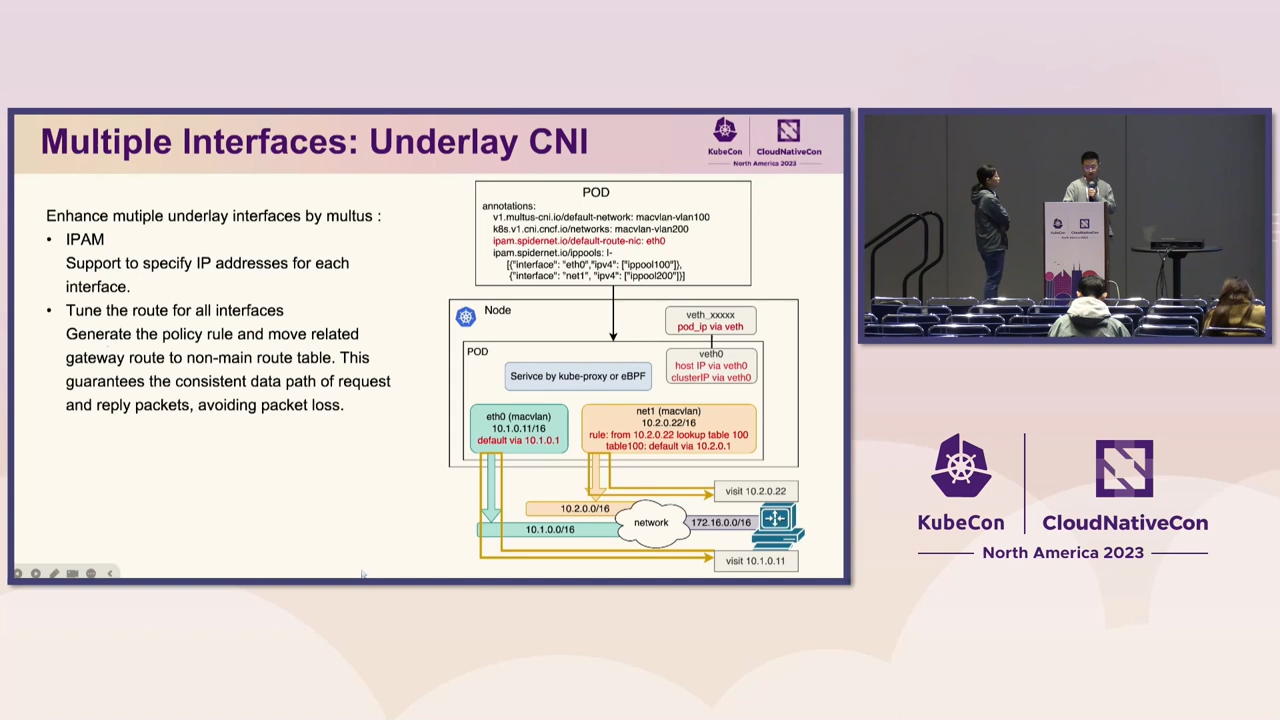 Multiple Interfaces: Underlay CNI
KubeCon
CloudNativeCon
North America 2023
Enhance mutiple underlay interfaces by multus :
• IPAM
Support to specify IP addresses for each
interface.
• Tune the route for all interfaces
Generate the policy rule and move related
gateway route to non-main route table. This
guarantees the consistent data path of request
and reply packets, avoiding packet loss.
POD
annotations:
v1.multus-cni.io/default-network: macvlan-vlan100
k8s.v1.cni.cncf.io/networks: macvlan-vlan200
ipam.spidernet.io/default-route-nic: eth0
ipam.spidernet.io/ippools: I-
[{"interface": "eth0","ipv4": ["ippool100"]},
{"interface": "net1", "ipv4": ["ippool200"]}]
Node
veth_xxxxx
pod_ip via veth
POD
veth0
host IP via veth0
clusterIP via veth0
Serivce by kube-proxy or eBPF
eth0 (macvlan)
10.1.0.11/16
default via 10.1.0.1
net1 (macvlan)
10.2.0.22/16
rule: from 10.2.0.22 lookup table 100
table100: default via 10.2.0.1
visit 10.2.0.22
10.2.0.0/16
10.1.0.0/16
network
172.16.0.0/16
visit 10.1.0.11
KubeCon
CloudNativeCon
North America 2023